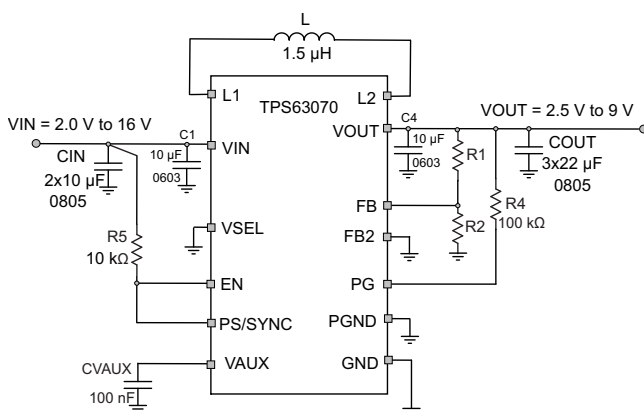 L
1.5 µH
L1
L2
TPS63070
VIN = 2.0 V to 16 V
VOUT = 2.5 V to 9 V
C1
C4
VIN
VOUT
CIN
2x10 µF
0805
10 µF
0603
10 µF
0603
R1
COUT
3x22 µF
0805
FB
R4
100 kΩ
VSEL
R2
FB2
R5
10 kΩ
EN
PG
PS/SYNC
PGND
VAUX
GND
CVAUX
100 nF